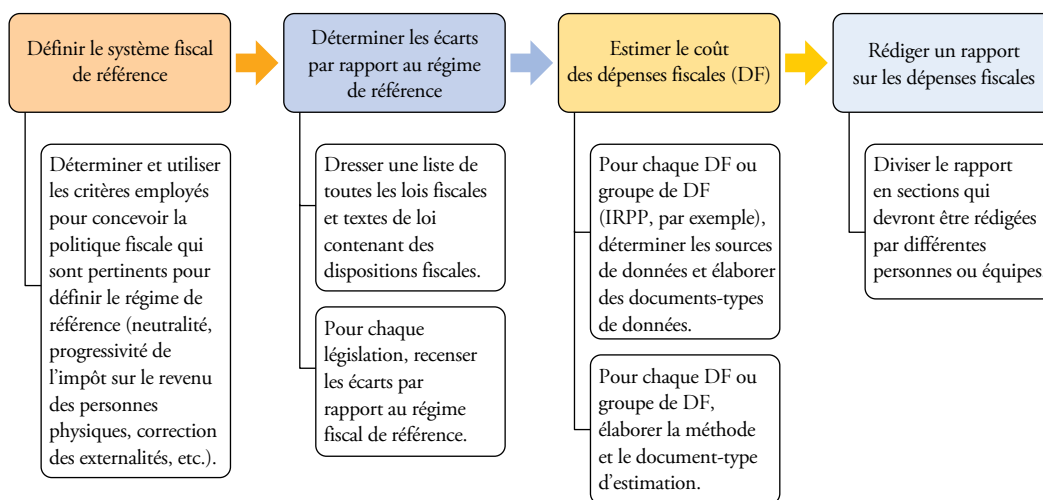 Définir le système fiscal
de référence
Déterminer et utiliser
les critères employés
pour concevoir la
politique fiscale qui
sont pertinents pour
définir le régime de
référence (neutralité,
progressivité de
l'impôt sur le revenu
des personnes
physiques, correction
des externalités, etc.).
Déterminer les écarts
par rapport au régime
de référence
Dresser une liste de
toutes les lois fiscales
et textes de loi
contenant des
dispositions fiscales.
Pour chaque
législation, recenser
les écarts par
rapport au régime
fiscal de référence.
Estimer le coût
des dépenses fiscales (DF)
Pour chaque DF ou
groupe de DF
(IRPP, par exemple),
déterminer les sources
de données et élaborer
des documents-types
de données.
Pour chaque DF ou
groupe de DF,
élaborer la méthode
et le document-type
d'estimation.
Rédiger un rapport
sur les dépenses fiscales
Diviser le rapport
en sections qui
devront être rédigées
par différentes
personnes ou équipes.